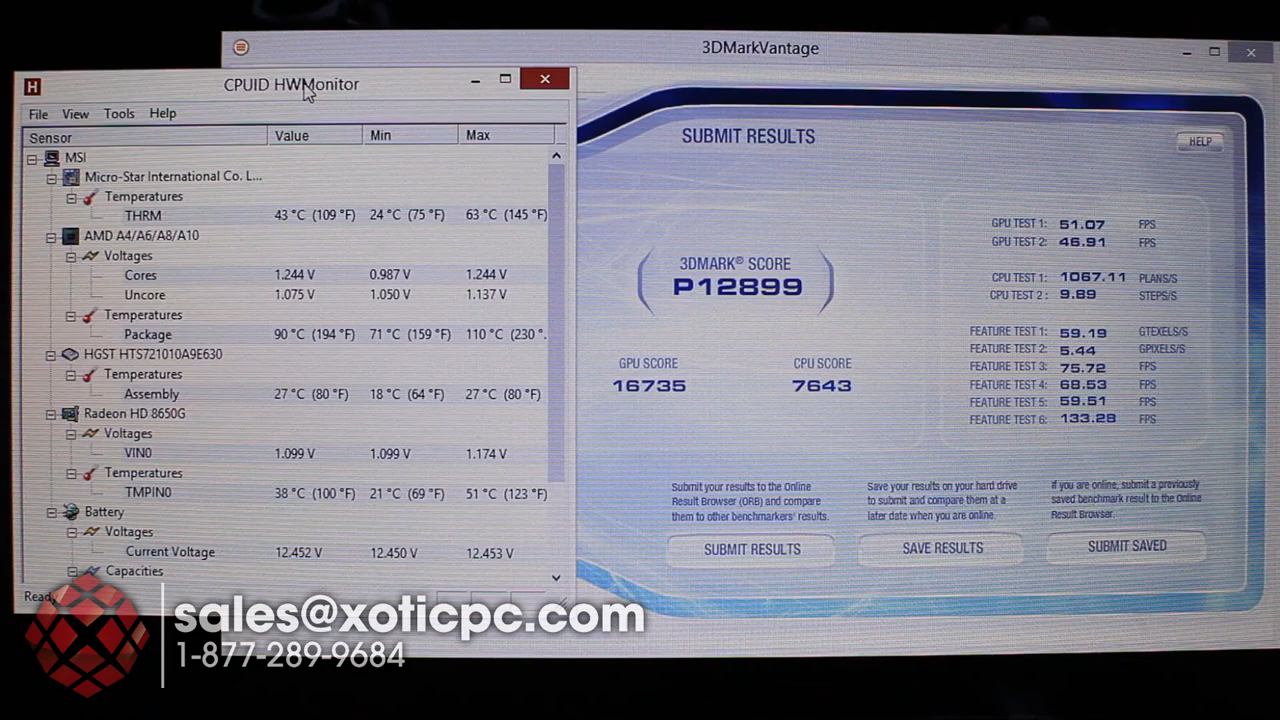 3DMarkVantage
CPUID HWMonitor
File View Tools Help
Sensor Value Min Max
MSI
Micro-Star International Co. L...
Temperatures
THRM 43 °C (109 °F) 24 °C (75 °F) 63 °C (145 °F)
AMD A4/A6/A8/A10
Voltages
Cores 1.244 V 0.987 V 1.244 V
Uncore 1.075 V 1.050 V 1.137 V
Temperatures
Package 90 °C (194 °F) 71 °C (159 °F) 110 °C (230 °.
HGST HTS721010A9E630
Temperatures
Assembly 27 °C (80 °F) 18 °C (64 °F) 27 °C (80 °F)
Radeon HD 8650G
Voltages
VIN0 1.099 V 1.099 V 1.174 V
Temperatures
TMPIN0 38 °C (100 °F) 21 °C (69 °F) 51 °C (123 °F)
Battery
Voltages
Current Voltage 12.452 V 12.450 V 12.453 V
Capacities
Ready
SUBMIT RESULTS
HELP
3DMARK® SCORE
P12899
GPU SCORE
16735
CPU SCORE
7643
GPU TEST 1: 51.07 FPS
GPU TEST 2: 46.91 FPS
CPU TEST 1: 1067.11 PLANS/S
CPU TEST 2 : 9.89 STEPS/S
FEATURE TEST 1: 59.19 GTEXELS/S
FEATURE TEST 2: 5.44 GPIXELS/S
FEATURE TEST 3: 75.72 FPS
FEATURE TEST 4: 68.53 FPS
FEATURE TEST 5: 59.51 FPS
FEATURE TEST 6: 133.28 FPS
Submit your results to the Online
Result Browser (ORB) and compare
them to other benchmarkers' results.
SUBMIT RESULTS
Save your results on your hard drive
to submit and compare them at a
later date when you are online.
SAVE RESULTS
If you are online, submit a previously
saved benchmark result to the Online
Result Browser.
SUBMIT SAVED
sales@xoticpc.com
1-877-289-9684